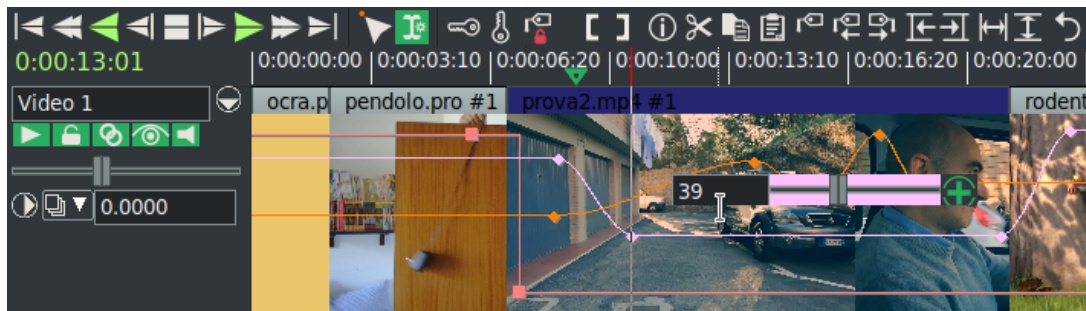 0:00:13:01
0:00:00:00 0:00:03:10 0:00:06:20 0:00:10:00 0:00:13:10 0:00:16:20 0:00:20:00
Video 1
ocra.p pendolo.pro #1 prova2.mp4 #1 rodent
39
0.0000